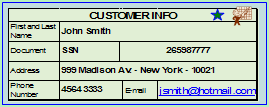 CUSTOMER INFO
First and Last Name John Smith
Document SSN 265987777
Address 999 Madison Av. - New York - 10021
Phone Number 4564 3333 E-mail jsmith@hotmail.com